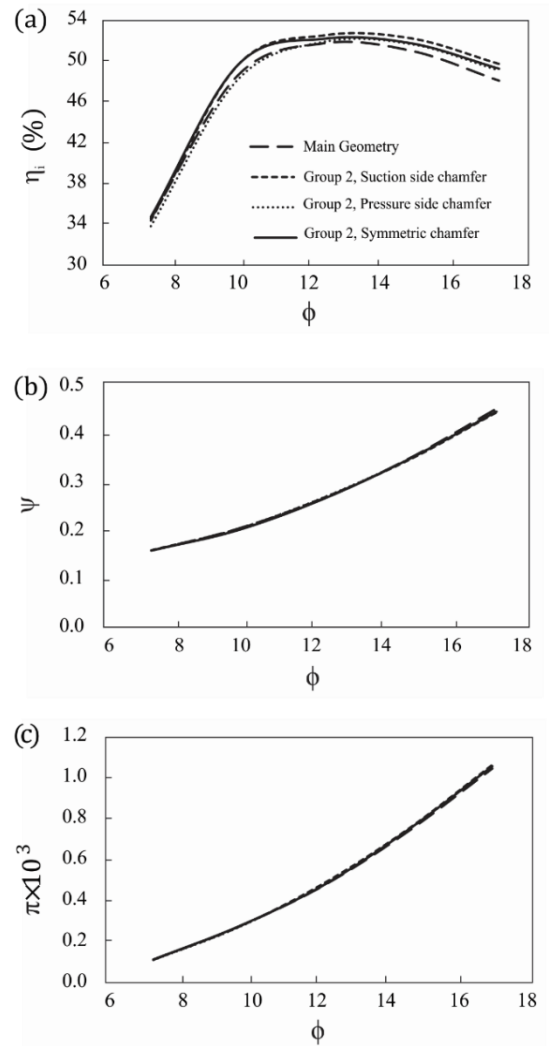 (a)
54
50
46
42
38
34
30
ηi (%)
Main Geometry
Group 2, Suction side chamfer
Group 2, Pressure side chamfer
Group 2, Symmetric chamfer
6 8 10 12 14 16 18
ϕ
(b)
0.5
0.4
0.3
0.2
0.1
0.0
ψ
6 8 10 12 14 16 18
ϕ
(c)
1.2
1.0
0.8
0.6
0.4
0.2
0.0
π×10³
6 8 10 12 14 16 18
ϕ